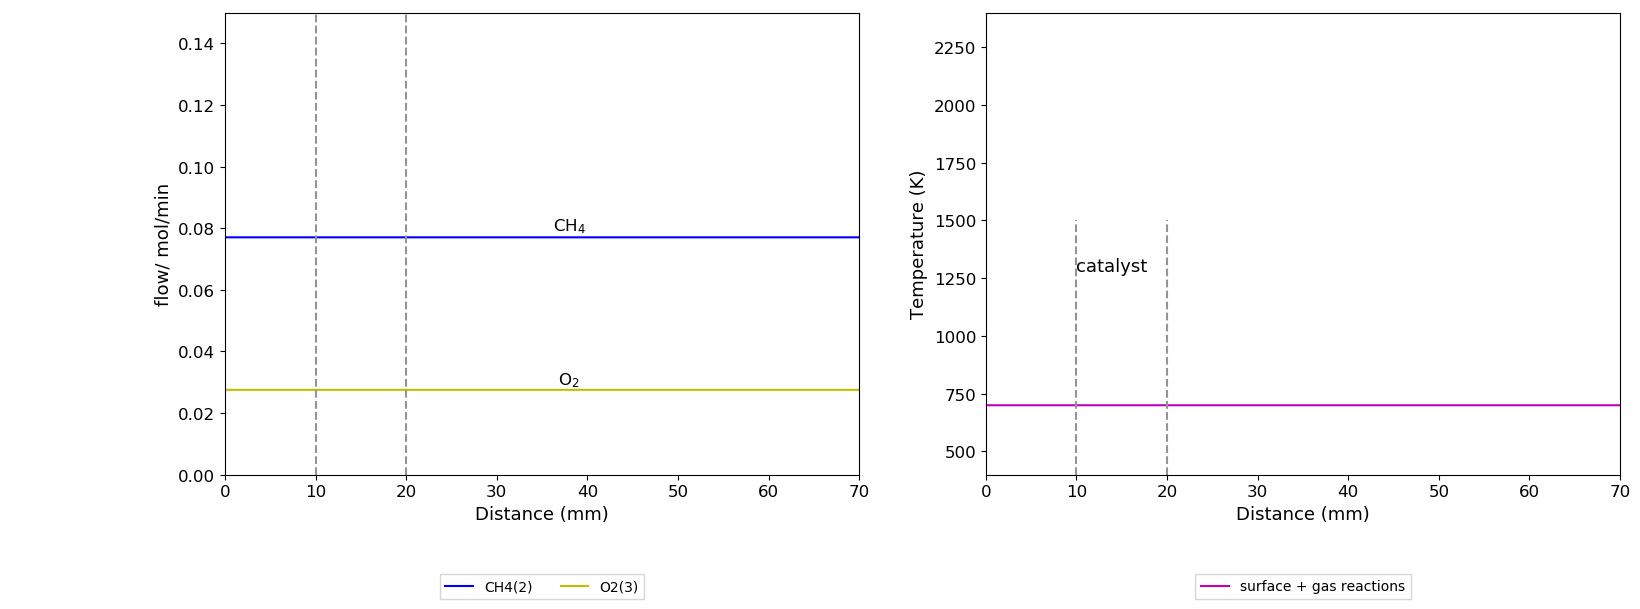 0.14
0.12
0.10
0.08
0.06
0.04
0.02
0.00
flow/ mol/min
CH₄
O₂
0 10 20 30 40 50 60 70
Distance (mm)
CH4(2) O2(3)
2250
2000
1750
1500
1250
1000
750
500
Temperature (K)
catalyst
0 10 20 30 40 50 60 70
Distance (mm)
surface + gas reactions